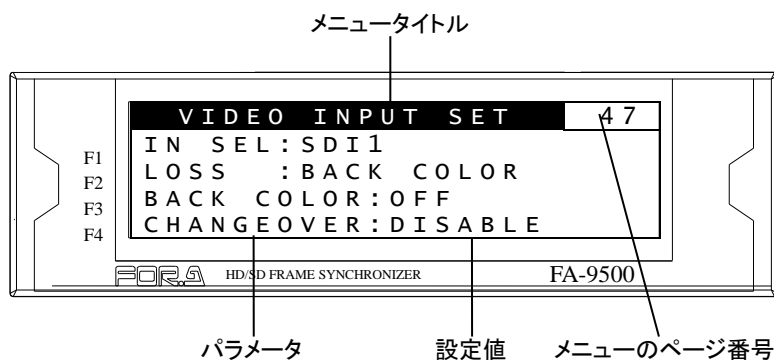 メニュータイトル
VIDEO INPUT SET 47
F1 IN SEL:SDI1
F2 LOSS :BACK COLOR
F3 BACK COLOR:OFF
F4 CHANGEOVER:DISABLE
FOR.A HD/SD FRAME SYNCHRONIZER FA-9500
パラメータ 設定値 メニューのページ番号